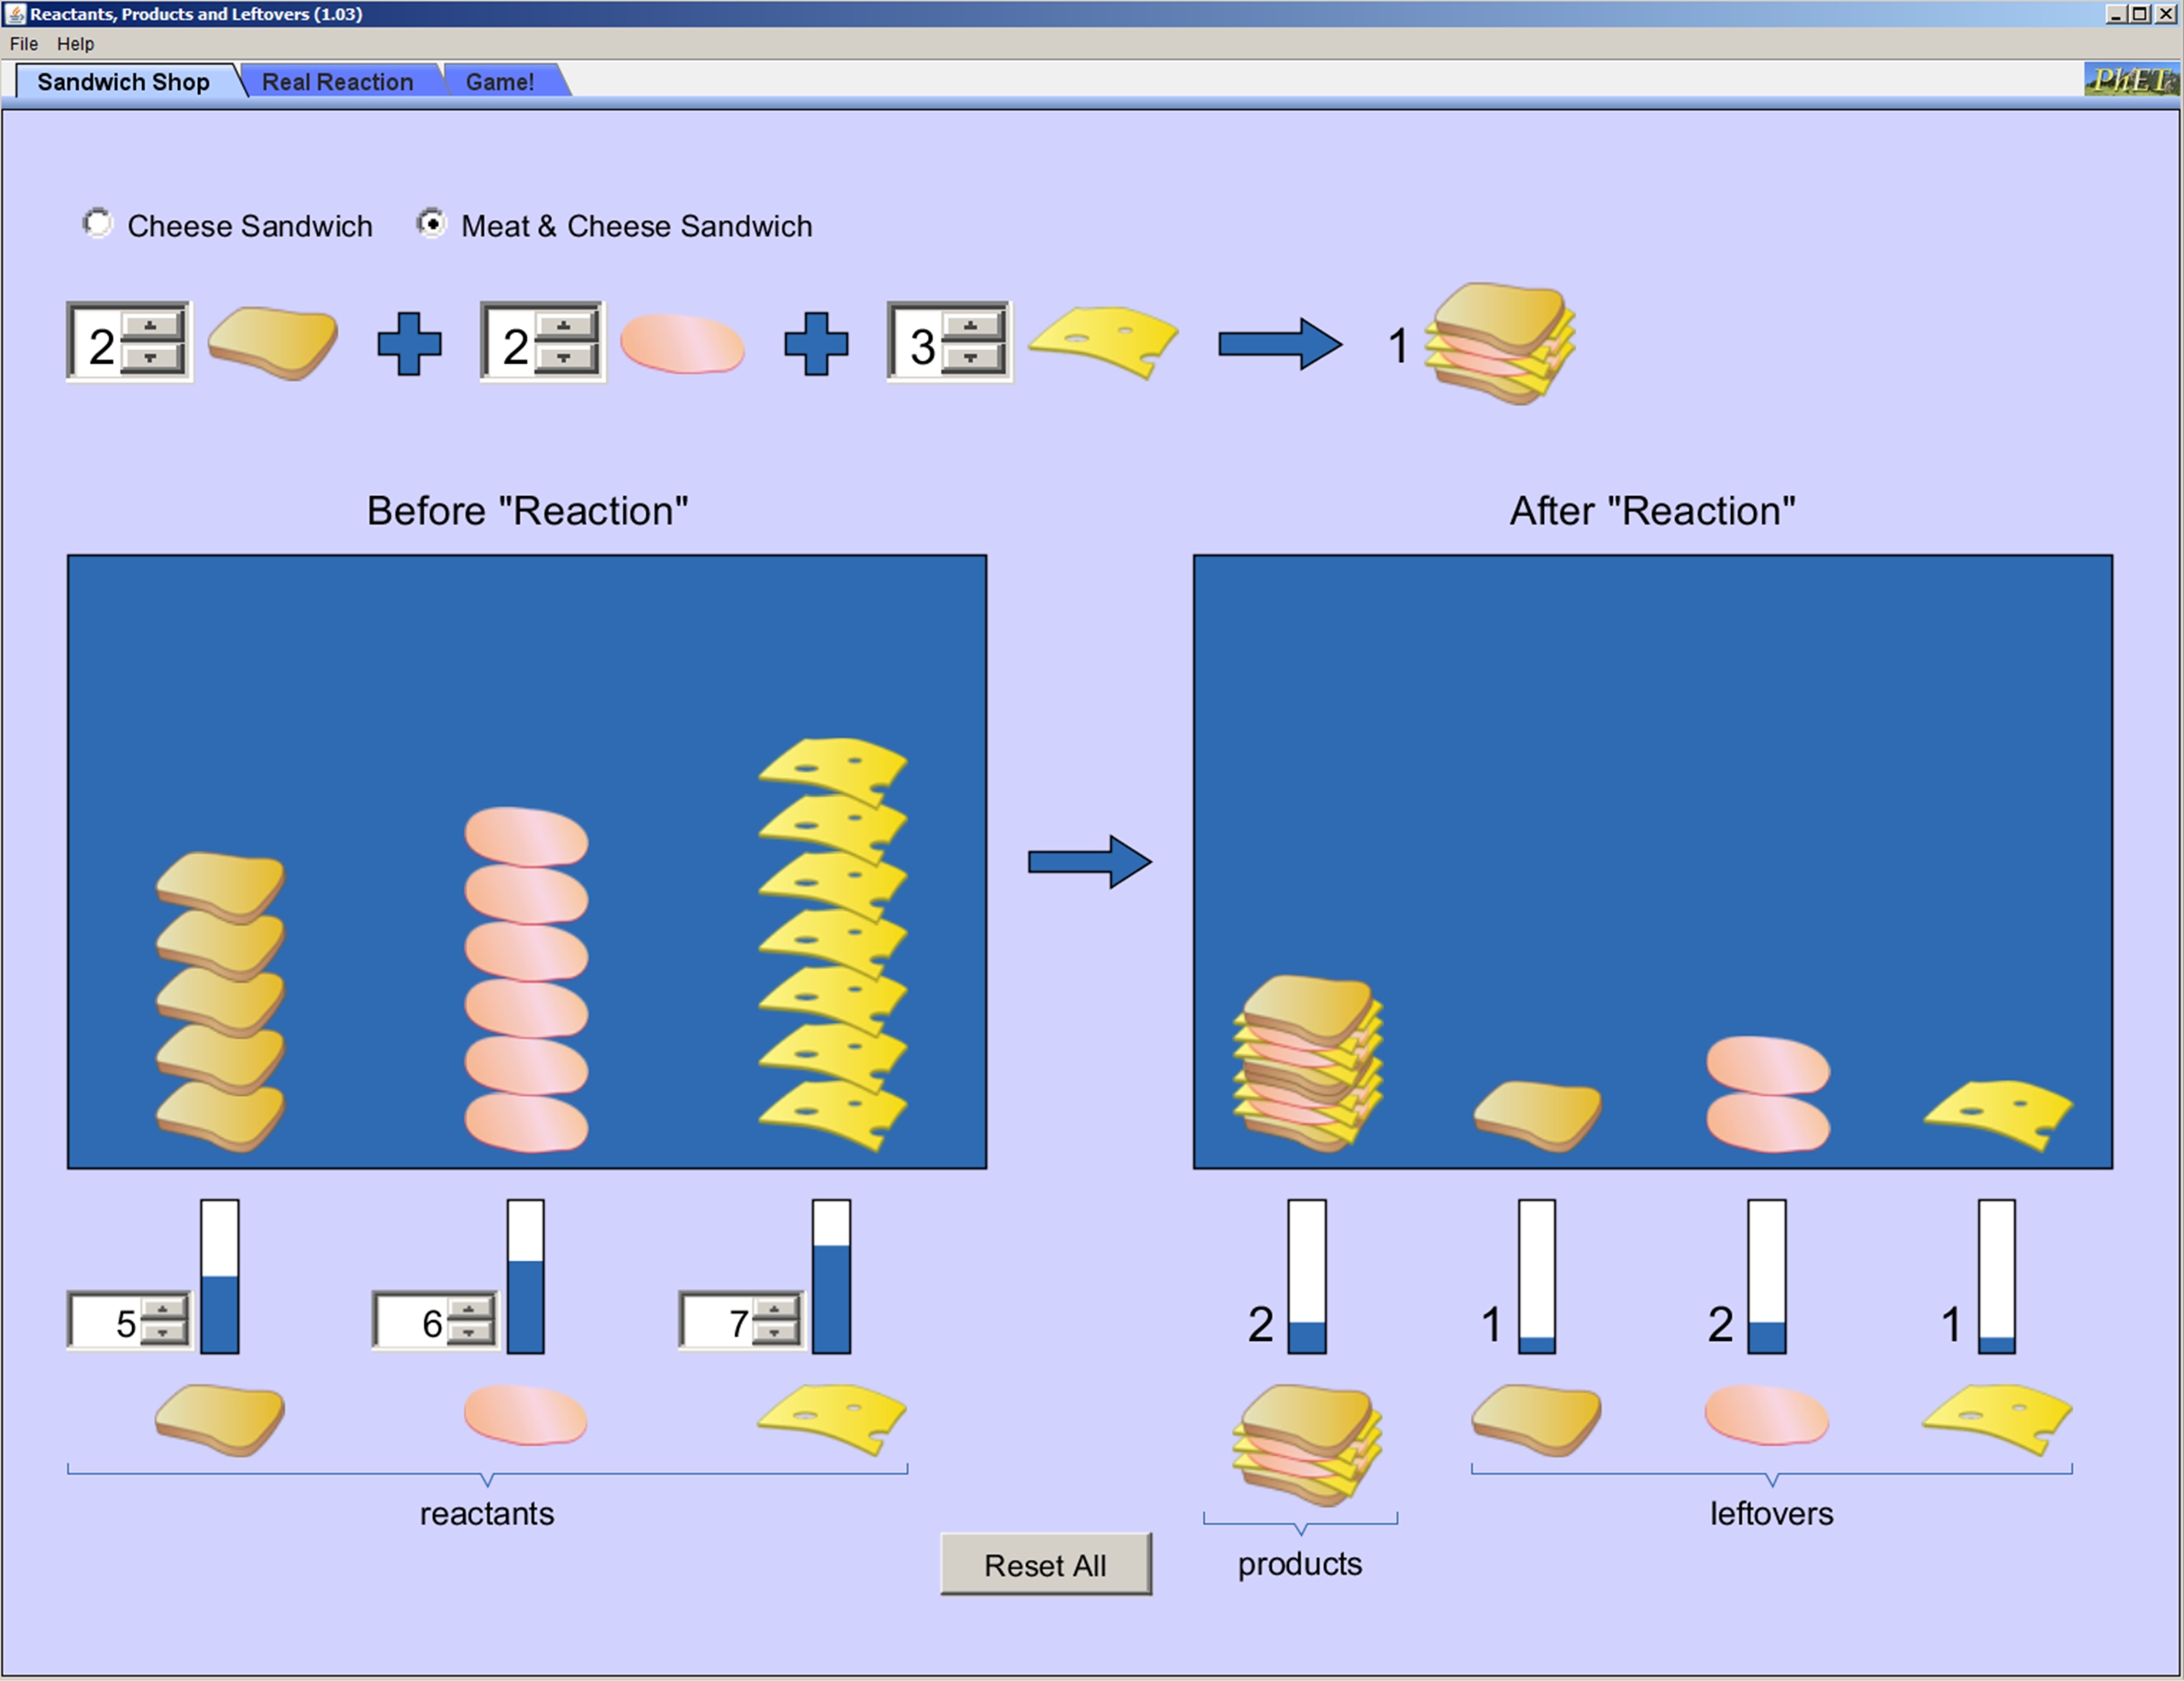 Reactants, Products and Leftovers (1.03)
File Help
Sandwich Shop Real Reaction Game! PhET
Cheese Sandwich Meat & Cheese Sandwich
2 2 3 1
Before "Reaction" After "Reaction"
5 6 7 2 1 2 1
reactants leftovers
products
Reset All